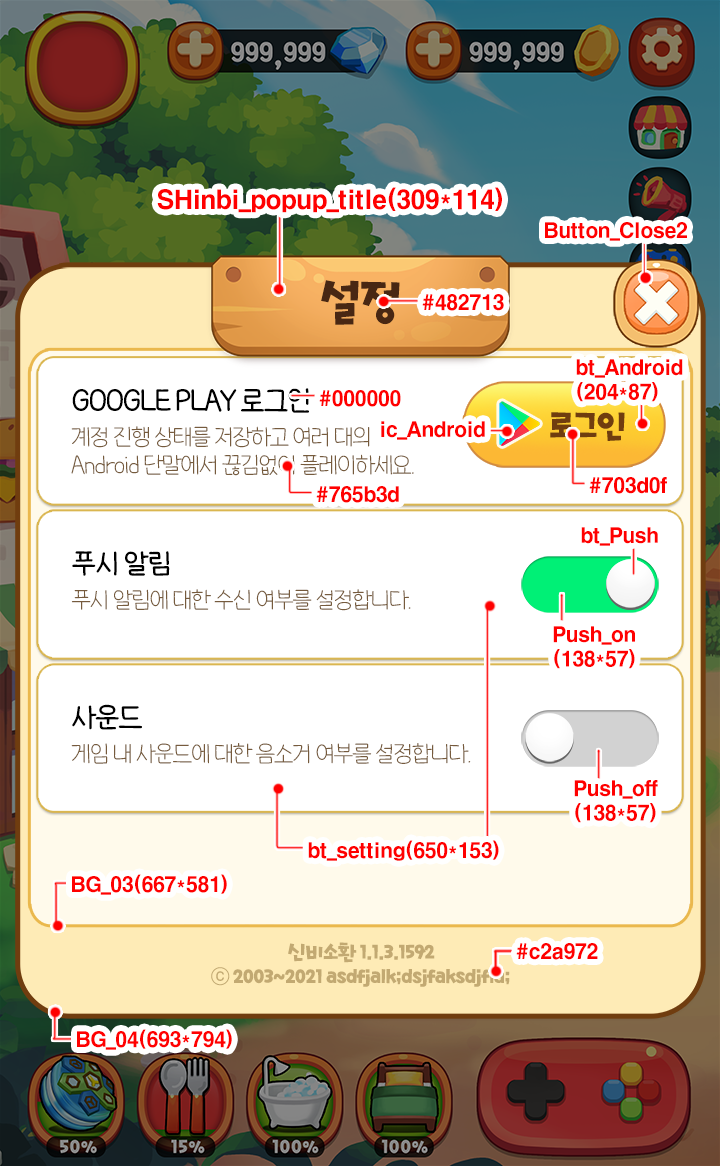 999,999
999,999
SHinbi_popup_title(309*114)
Button_Close2
설정
#482713
bt_Android
(204*87)
GOOGLE PLAY 로그인
#000000
ic_Android
로그인
계정 진행 상태를 저장하고 여러 대의
Android 단말에서 끊김없이 플레이하세요.
#765b3d
#703d0f
bt_Push
푸시 알림
푸시 알림에 대한 수신 여부를 설정합니다.
Push_on
(138*57)
사운드
게임 내 사운드에 대한 음소거 여부를 설정합니다.
Push_off
(138*57)
bt_setting(650*153)
BG_03(667*581)
신비소환 1.1.3.1592
#c2a972
ⓒ 2003~2021
BG_04(693*794)
50%
15%
100%
100%